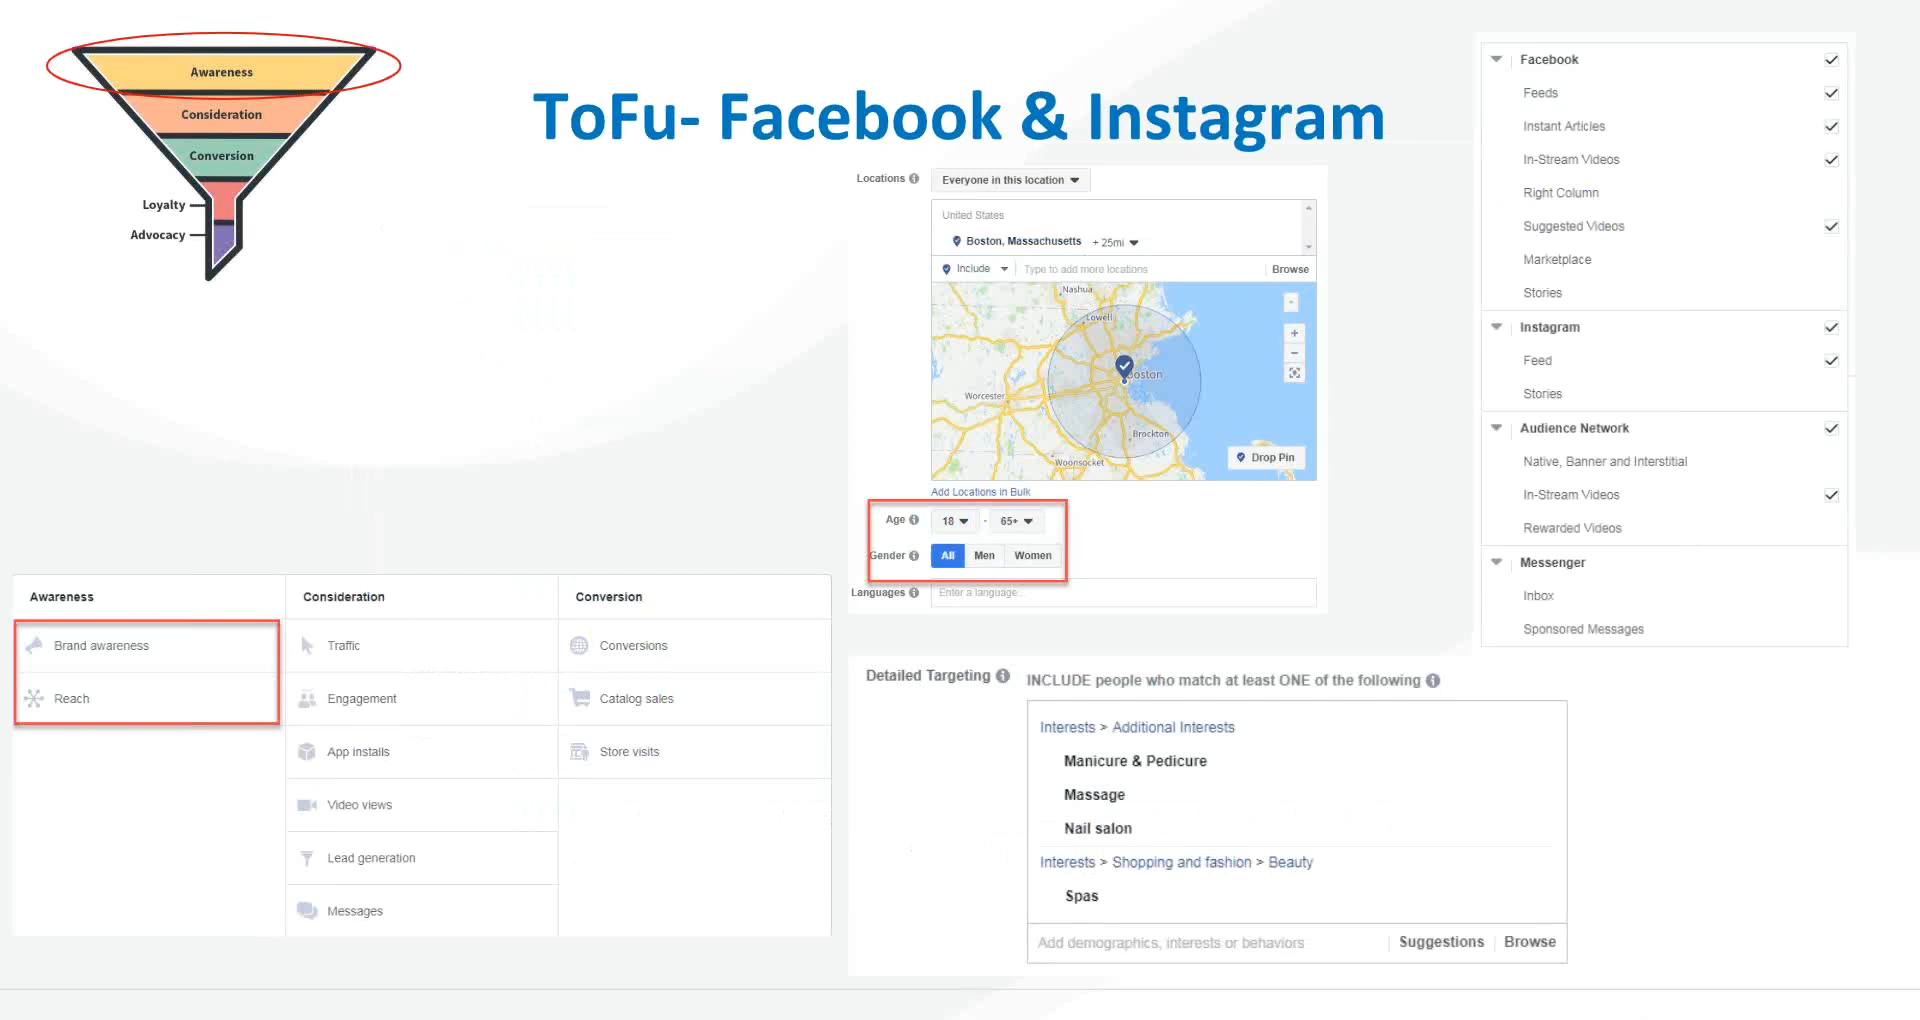 Awareness
Consideration
Conversion
Loyalty
Advocacy
ToFu- Facebook & Instagram
Locations
Everyone in this location
United States
Boston, Massachusetts + 25mi
Include
Type to add more locations
Browse
Nashua
Lowell
Boston
Worcester
Brockton
Woonsocket
Drop Pin
Add Locations in Bulk
Age 18 - 65+
Gender All Men Women
Languages Enter a language...
Facebook
Feeds
Instant Articles
In-Stream Videos
Right Column
Suggested Videos
Marketplace
Stories
Instagram
Feed
Stories
Audience Network
Native, Banner and Interstitial
In-Stream Videos
Rewarded Videos
Messenger
Inbox
Sponsored Messages
Awareness
Brand awareness
Reach
Consideration
Traffic
Engagement
App installs
Video views
Lead generation
Messages
Conversion
Conversions
Catalog sales
Store visits
Detailed Targeting
INCLUDE people who match at least ONE of the following
Interests > Additional Interests
Manicure & Pedicure
Massage
Nail salon
Interests > Shopping and fashion > Beauty
Spas
Add demographics, interests or behaviors
Suggestions
Browse